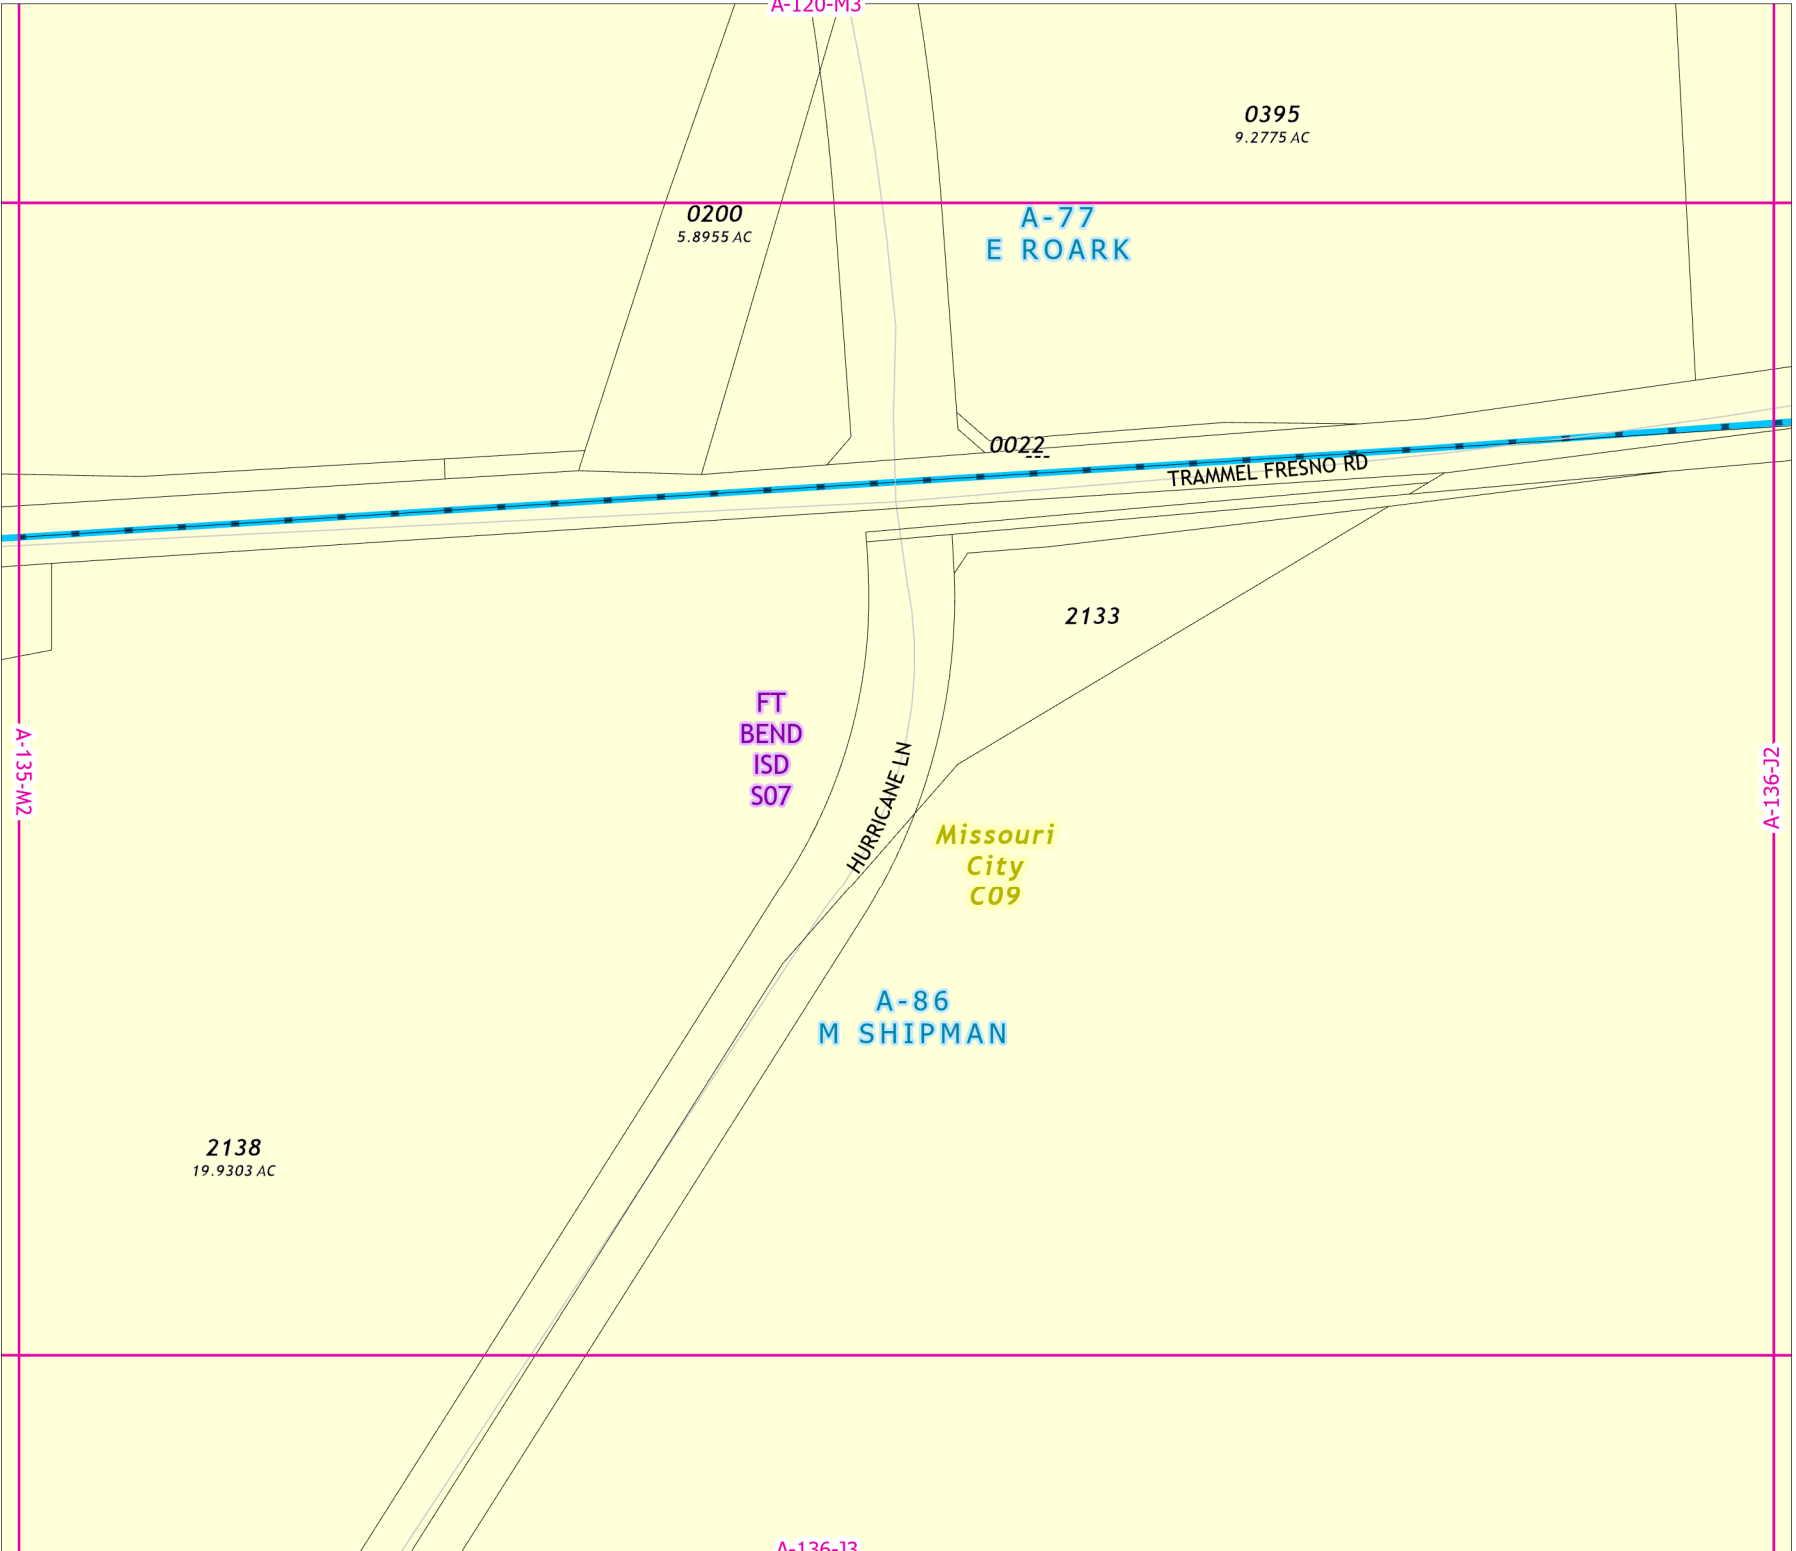 A-120-M3
0395
9.2775 AC
0200
5.8955 AC
A-77
E ROARK
0022
---
TRAMMEL FRESNO RD
2133
FT
BEND
ISD
S07
HURRICANE LN
A-135-M2
A-136-J2
Missouri
City
C09
A-86
M SHIPMAN
2138
19.9303 AC
A-136-J3